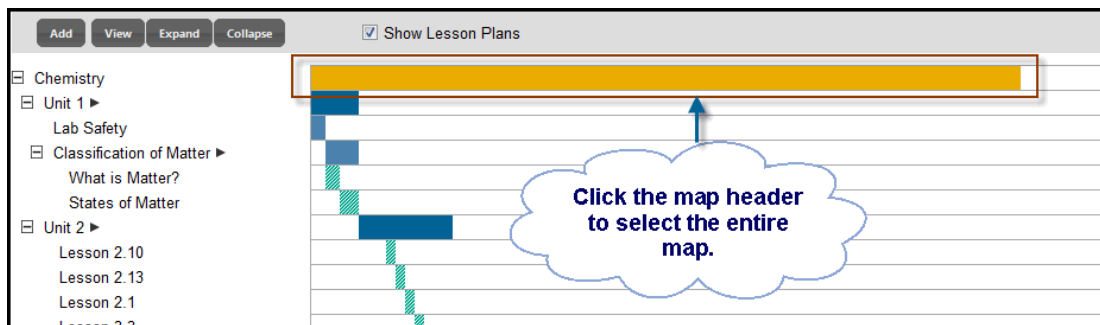 Add View Expand Collapse Show Lesson Plans
Chemistry
Unit 1
Lab Safety
Classification of Matter
What is Matter?
States of Matter
Unit 2
Lesson 2.10
Lesson 2.13
Lesson 2.1
Click the map header
to select the entire
map.